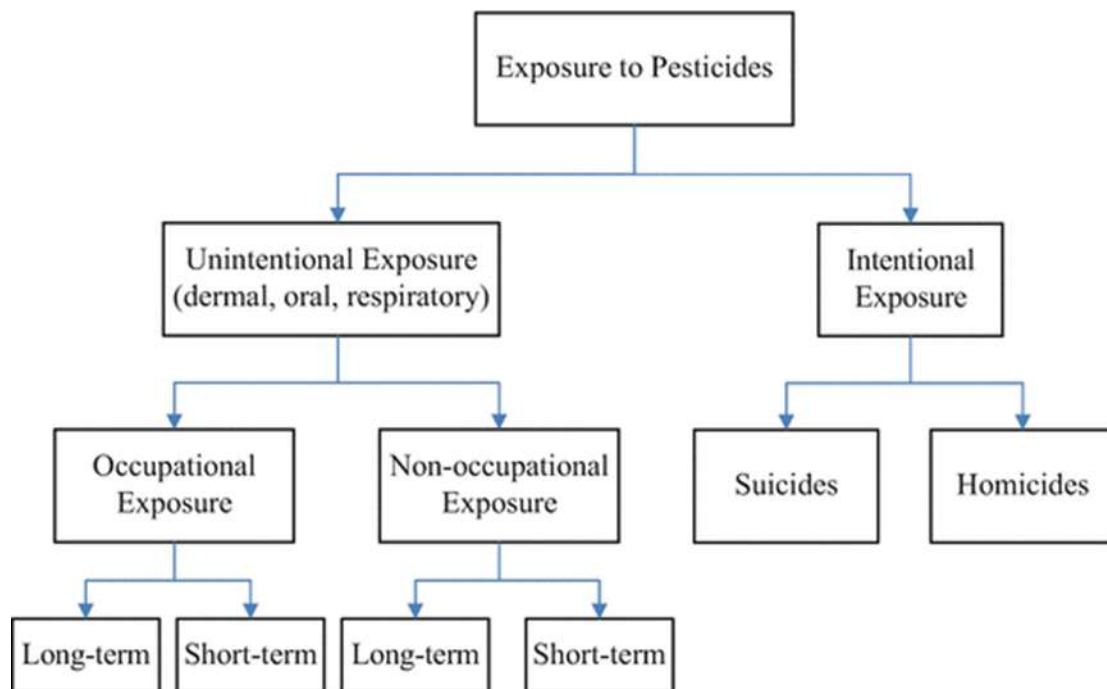 Exposure to Pesticides
Unintentional Exposure
(dermal, oral, respiratory)
Intentional
Exposure
Occupational
Exposure
Non-occupational
Exposure
Suicides
Homicides
Long-term
Short-term
Long-term
Short-term